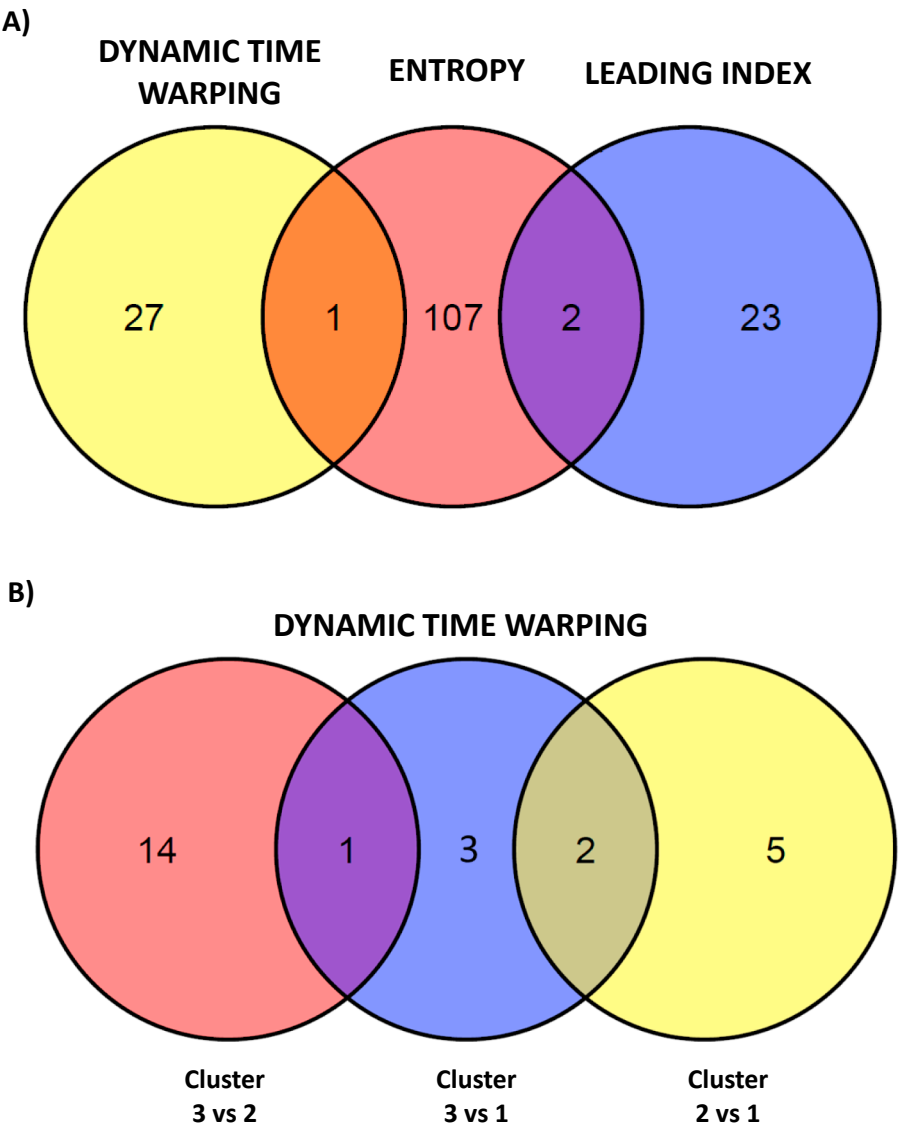 A)
DYNAMIC TIME
WARPING
ENTROPY
LEADING INDEX
27
1
107
2
23
B)
DYNAMIC TIME WARPING
14
1
3
2
5
Cluster
3 vs 2
Cluster
3 vs 1
Cluster
2 vs 1